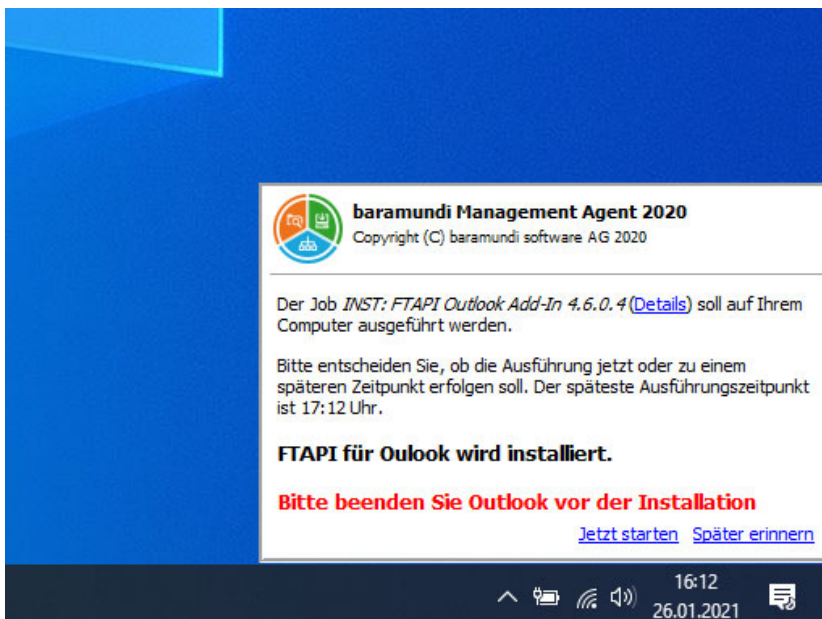 baramundi Management Agent 2020
Copyright (C) baramundi software AG 2020
Der Job INST: FTAPI Outlook Add-In 4.6.0.4 (Details) soll auf Ihrem
Computer ausgeführt werden.
Bitte entscheiden Sie, ob die Ausführung jetzt oder zu einem
späteren Zeitpunkt erfolgen soll. Der späteste Ausführungszeitpunkt
ist 17:12 Uhr.
FTAPI für Oulook wird installiert.
Bitte beenden Sie Outlook vor der Installation
Jetzt starten Später erinnern
16:12
26.01.2021